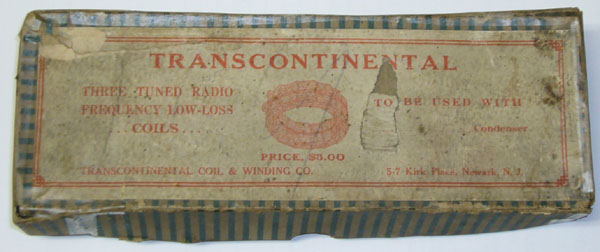 TRANSCONTINENTAL
THREE TUNED RADIO
FREQUENCY LOW-LOSS
...COILS.....
TO BE USED WITH
Condenser
PRICE, $8.00
TRANSCONTINENTAL COIL & WINDING CO.
5-7 Kirk Place, Newark, N. J.